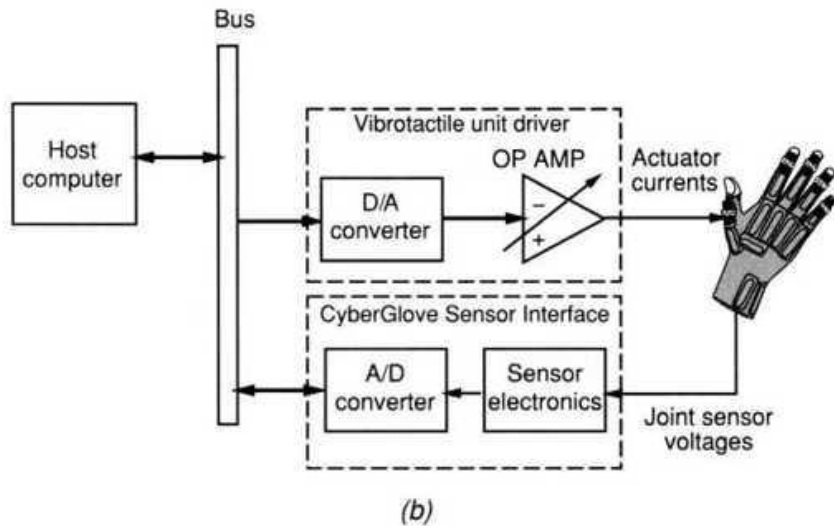 Bus
Host
computer
Vibrotactile unit driver
OP AMP
D/A
converter
−
+
Actuator
currents
CyberGlove Sensor Interface
A/D
converter
Sensor
electronics
Joint sensor
voltages
(b)